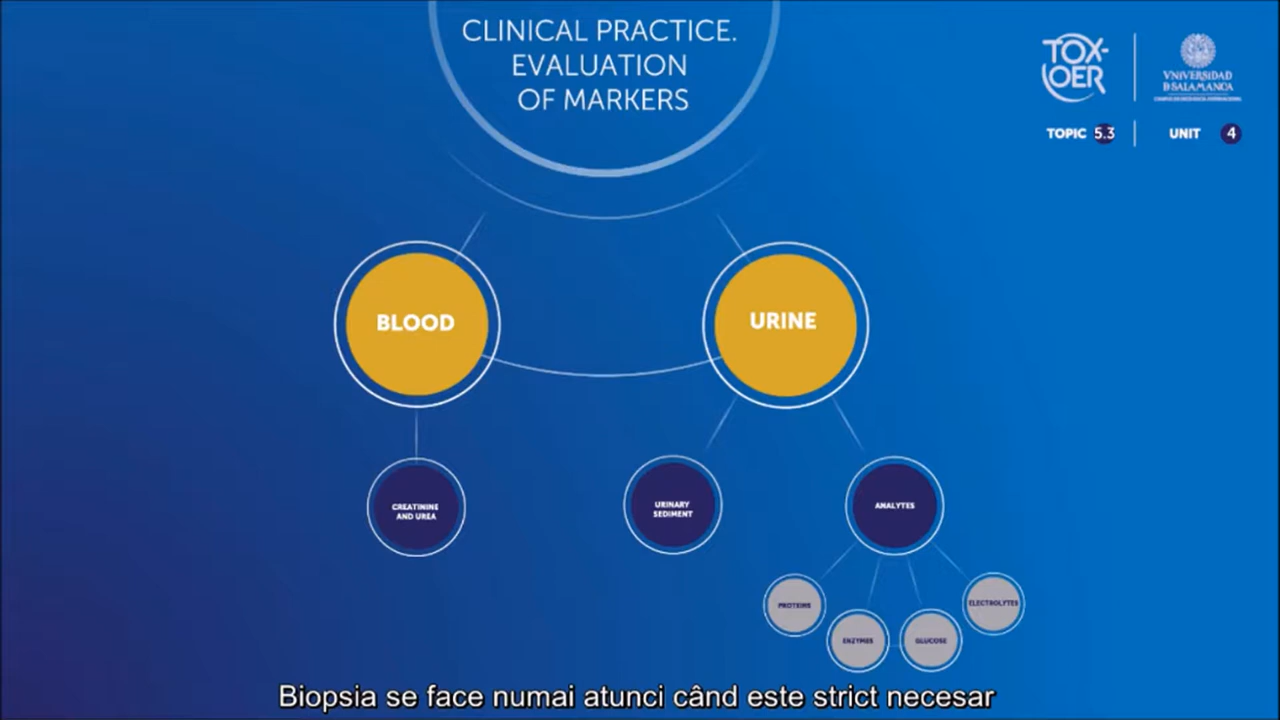 CLINICAL PRACTICE.
EVALUATION
OF MARKERS
TOX-
OER
VNIVERSIDAD
D SALAMANCA
TOPIC 5.3
UNIT 4
BLOOD
URINE
CREATININE
AND UREA
URINARY
SEDIMENT
ANALYTES
PROTEINS
ENZYMES
GLUCOSE
ELECTROLYTES
Biopsia se face numai atunci când este strict necesar